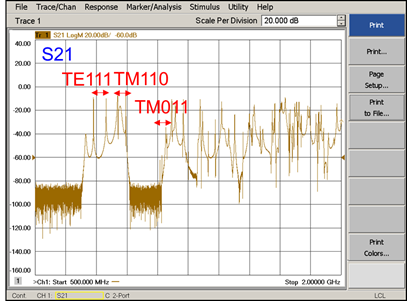 File Trace/Chan Response Marker/Analysis Stimulus Utility Help
Trace 1 Scale Per Division 20.000 dB
Tr 1 S21 LogM 20.00dB/ -60.0dB
40.00
20.00
0.00
-20.00
-40.00
-60.00
-80.00
-100.00
-120.00
-140.00
-160.00
S21
TE111 TM110
TM011
1 >Ch1: Start 500.000 MHz Stop 2.00000 GHz
Cont CH 1: S21 C 2-Port LCL
Print
Print...
Page
Setup...
Print
to File...
Print
Colors...